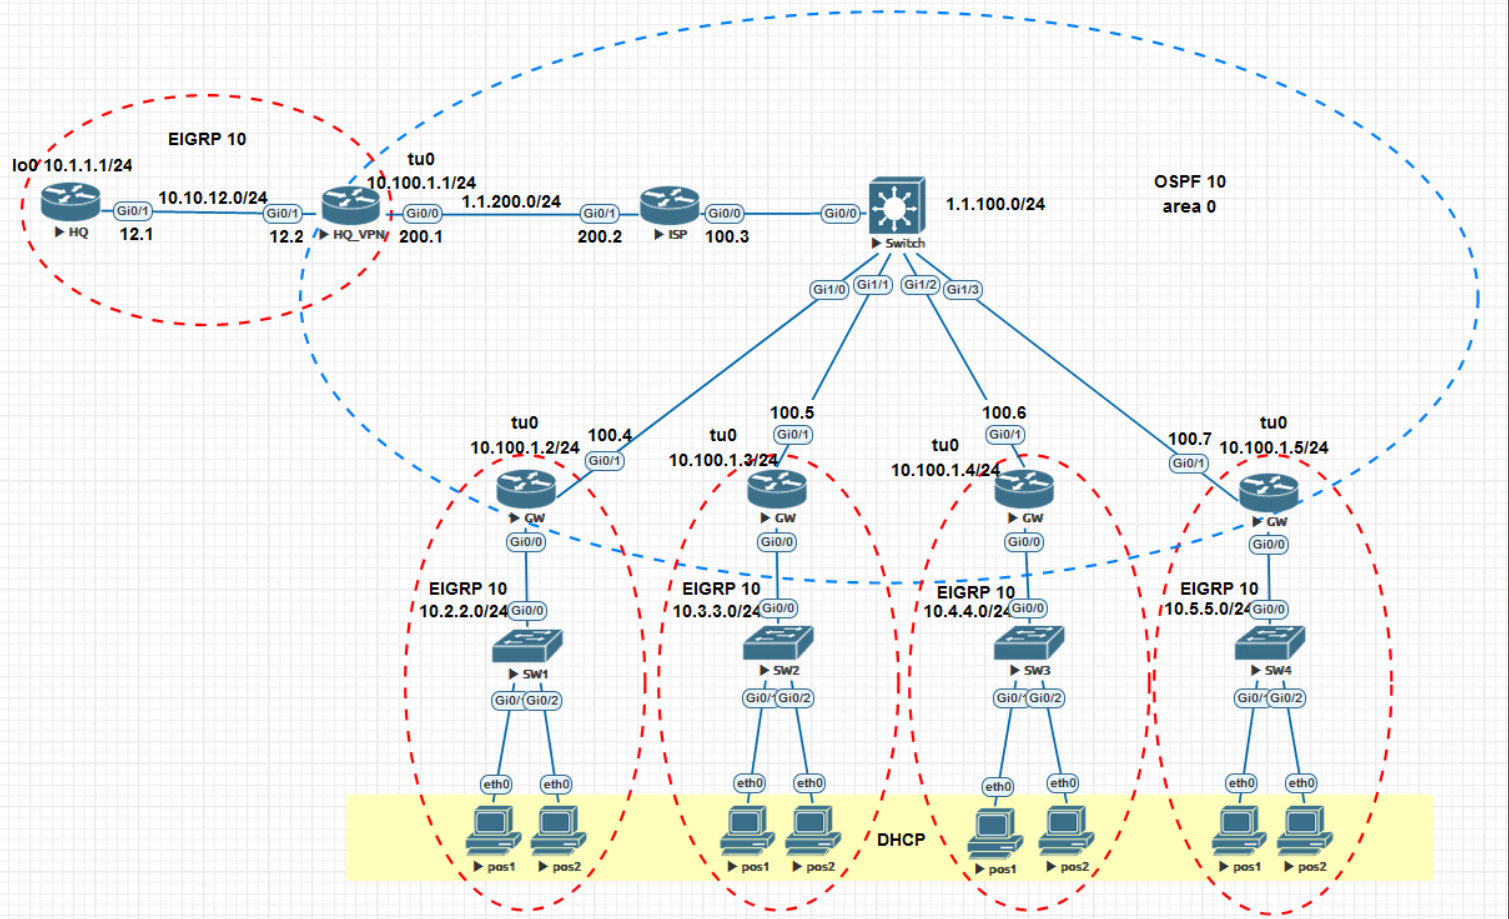 EIGRP 10
lo0 10.1.1.1/24
tu0
10.100.1.1/24
10.10.12.0/24
1.1.200.0/24
OSPF 10
area 0
1.1.100.0/24
Gi0/1
Gi0/1
Gi0/0
Gi0/1
Gi0/0
Gi0/0
HQ
12.1
12.2
HQ_VPN
200.1
200.2
ISP
100.3
Switch
Gi1/0
Gi1/1
Gi1/2
Gi1/3
tu0
10.100.1.2/24
100.4
Gi0/1
tu0
10.100.1.3/24
100.5
Gi0/1
tu0
10.100.1.4/24
100.6
Gi0/1
tu0
10.100.1.5/24
100.7
Gi0/1
GW
GW
GW
GW
Gi0/0
Gi0/0
Gi0/0
Gi0/0
EIGRP 10
10.2.2.0/24
Gi0/0
EIGRP 10
10.3.3.0/24
Gi0/0
EIGRP 10
10.4.4.0/24
Gi0/0
EIGRP 10
10.5.5.0/24
Gi0/0
SW1
SW2
SW3
SW4
Gi0/1
Gi0/2
Gi0/1
Gi0/2
Gi0/1
Gi0/2
Gi0/1
Gi0/2
eth0
eth0
eth0
eth0
eth0
eth0
eth0
eth0
DHCP
pos1
pos2
pos1
pos2
pos1
pos2
pos1
pos2